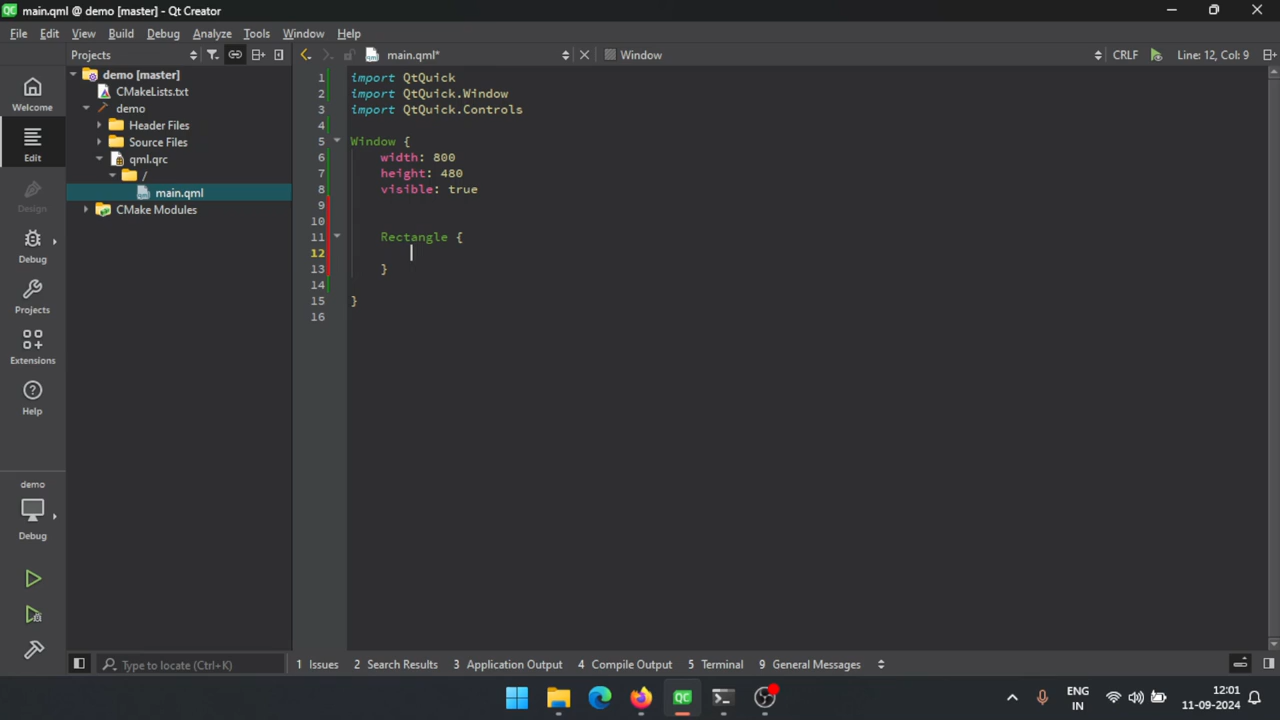 main.qml @ demo [master] - Qt Creator
File Edit View Build Debug Analyze Tools Window Help
Projects main.qml* Window CRLF Line: 12, Col: 9
Welcome
Edit
Design
Debug
Projects
Extensions
Help
demo
Debug
demo [master]
CMakeLists.txt
demo
Header Files
Source Files
qml.qrc
/
main.qml
CMake Modules
1 import QtQuick
2 import QtQuick.Window
3 import QtQuick.Controls
4
5 Window {
6 width: 800
7 height: 480
8 visible: true
9
10
11 Rectangle {
12
13 }
14
15 }
16
Type to locate (Ctrl+K) 1 Issues 2 Search Results 3 Application Output 4 Compile Output 5 Terminal 9 General Messages
QC
ENG
IN
12:01
11-09-2024